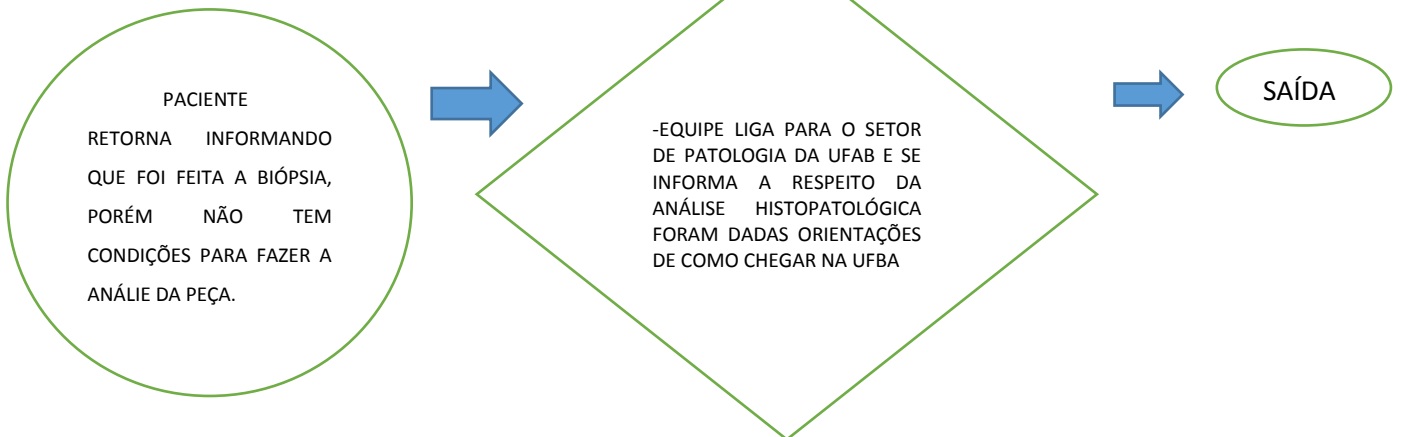 PACIENTE
RETORNA INFORMANDO
QUE FOI FEITA A BIÓPSIA,
PORÉM NÃO TEM
CONDIÇÕES PARA FAZER A
ANÁLIE DA PEÇA.
-EQUIPE LIGA PARA O SETOR
DE PATOLOGIA DA UFAB E SE
INFORMA A RESPEITO DA
ANÁLISE HISTOPATOLÓGICA
FORAM DADAS ORIENTAÇÕES
DE COMO CHEGAR NA UFBA
SAÍDA